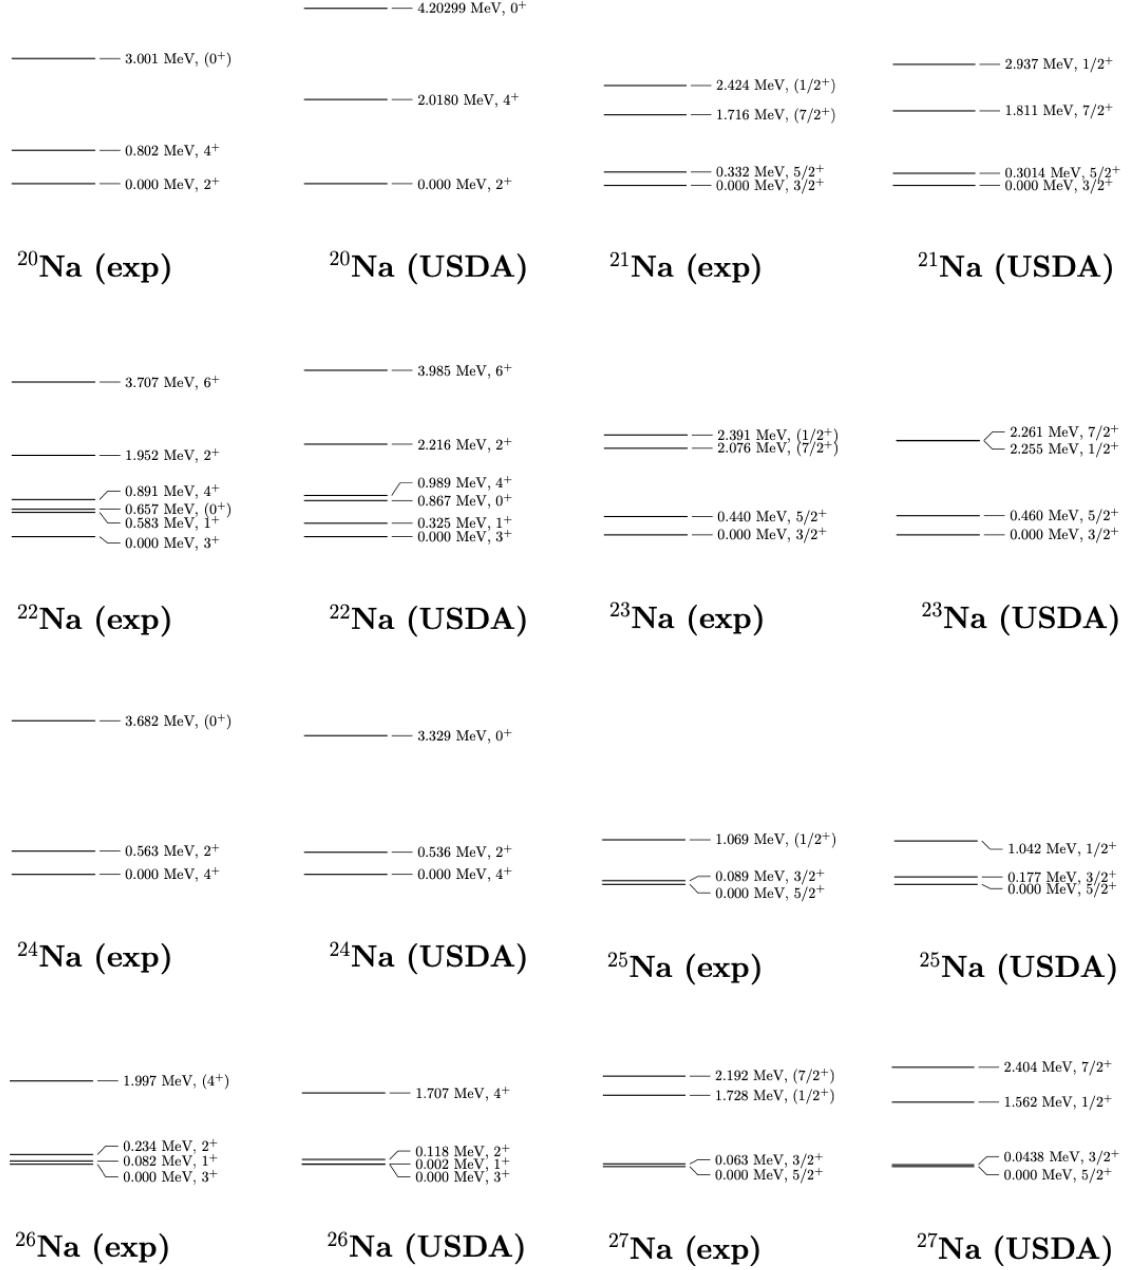 4.20299 MeV, 0⁺
3.001 MeV, (0⁺)
2.0180 MeV, 4⁺
0.802 MeV, 4⁺
0.000 MeV, 2⁺
0.000 MeV, 2⁺
2.424 MeV, (1/2⁺)
1.716 MeV, (7/2⁺)
0.332 MeV, 5/2⁺
0.000 MeV, 3/2⁺
2.937 MeV, 1/2⁺
1.811 MeV, 7/2⁺
0.3014 MeV, 5/2⁺
0.000 MeV, 3/2⁺
²⁰Na (exp)
²⁰Na (USDA)
²¹Na (exp)
²¹Na (USDA)
3.707 MeV, 6⁺
1.952 MeV, 2⁺
0.891 MeV, 4⁺
0.657 MeV, (0⁺)
0.583 MeV, 1⁺
0.000 MeV, 3⁺
3.985 MeV, 6⁺
2.216 MeV, 2⁺
0.989 MeV, 4⁺
0.867 MeV, 0⁺
0.325 MeV, 1⁺
0.000 MeV, 3⁺
2.391 MeV, (1/2⁺)
2.076 MeV, (7/2⁺)
0.440 MeV, 5/2⁺
0.000 MeV, 3/2⁺
2.261 MeV, 7/2⁺
2.255 MeV, 1/2⁺
0.460 MeV, 5/2⁺
0.000 MeV, 3/2⁺
²²Na (exp)
²²Na (USDA)
²³Na (exp)
²³Na (USDA)
3.682 MeV, (0⁺)
0.563 MeV, 2⁺
0.000 MeV, 4⁺
3.329 MeV, 0⁺
0.536 MeV, 2⁺
0.000 MeV, 4⁺
1.069 MeV, (1/2⁺)
0.089 MeV, 3/2⁺
0.000 MeV, 5/2⁺
1.042 MeV, 1/2⁺
0.177 MeV, 3/2⁺
0.000 MeV, 5/2⁺
²⁴Na (exp)
²⁴Na (USDA)
²⁵Na (exp)
²⁵Na (USDA)
1.997 MeV, (4⁺)
0.234 MeV, 2⁺
0.082 MeV, 1⁺
0.000 MeV, 3⁺
1.707 MeV, 4⁺
0.118 MeV, 2⁺
0.002 MeV, 1⁺
0.000 MeV, 3⁺
2.192 MeV, (7/2⁺)
1.728 MeV, (1/2⁺)
0.063 MeV, 3/2⁺
0.000 MeV, 5/2⁺
2.404 MeV, 7/2⁺
1.562 MeV, 1/2⁺
0.0438 MeV, 3/2⁺
0.000 MeV, 5/2⁺
²⁶Na (exp)
²⁶Na (USDA)
²⁷Na (exp)
²⁷Na (USDA)